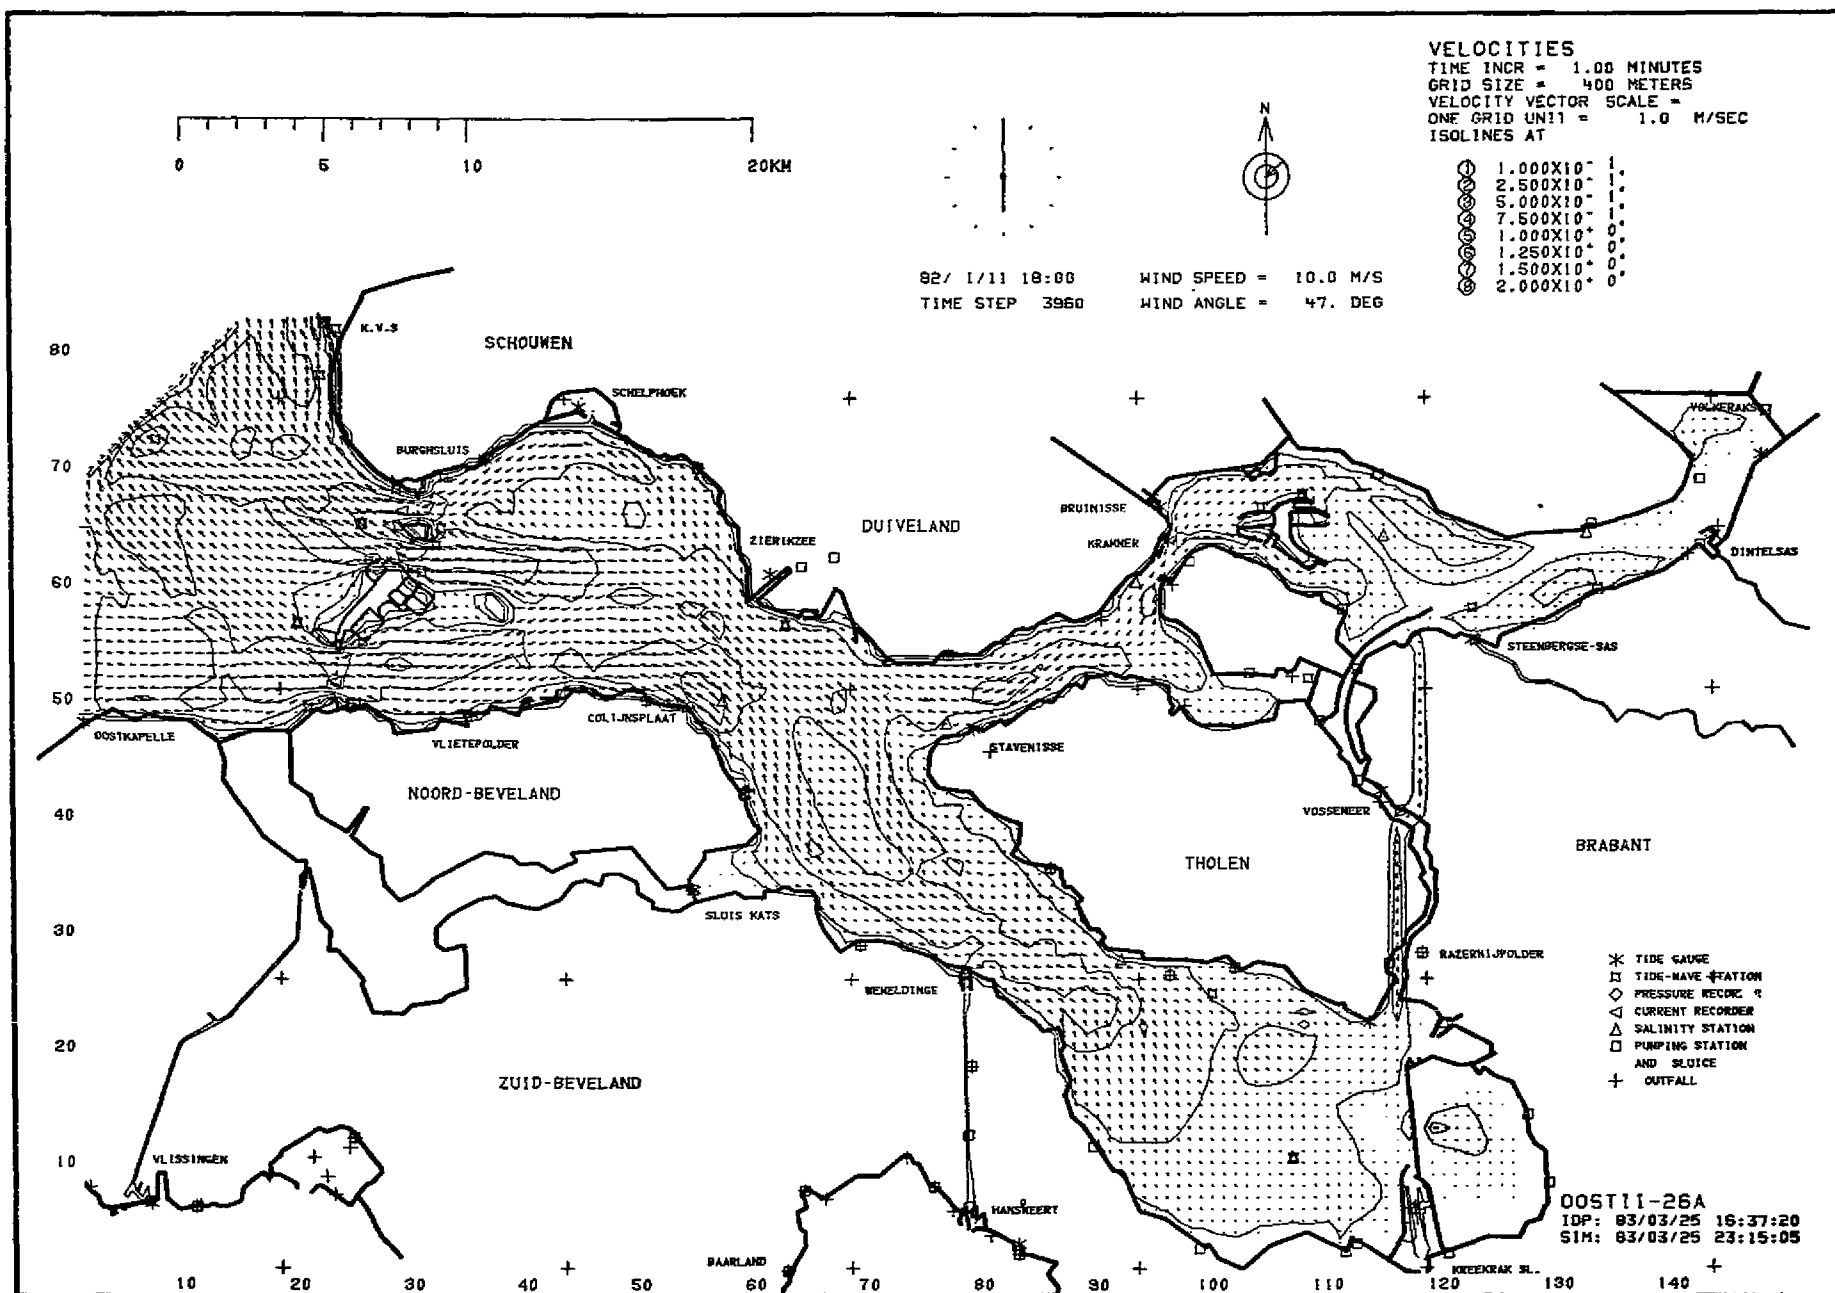 VELOCITIES
TIME INCR = 1.00 MINUTES
GRID SIZE = 400 METERS
VELOCITY VECTOR SCALE =
ONE GRID UNIT = 1.0 M/SEC
ISOLINES AT
1 1.000X10- 1,
2 2.500X10- 1,
3 5.000X10- 1,
4 7.500X10- 1,
5 1.000X10+ 0,
6 1.250X10+ 0,
7 1.500X10+ 0,
8 2.000X10+ 0,
0 5 10 20KM
N
82/ 1/11 18:00 WIND SPEED = 10.0 M/S
TIME STEP 3960 WIND ANGLE = 47. DEG
K.V.S
SCHOUWEN
80
SCHELPHOEK
VOLKERAKS
BURGHSLUIS
70
BRUINISSE
DUIVELAND
KRAMMER
ZIERIKZEE
DINTELSAS
60
STEENBERGSE-SAS
50
OOSTKAPELLE
COLIJNSPLAAT
VLIETEPOLDER
STAVENISSE
NOORD-BEVELAND
40
VOSSEMEER
BRABANT
THOLEN
SLUIS KATS
30
WEMELDINGE
TIDE GAUGE
TIDE-WAVE STATION
PRESSURE
CURRENT RECORDER
SALINITY STATION
PUMPING STATION
AND SLUICE
OUTFALL
20
ZUID-BEVELAND
10
VLISSINGEN
HANSWEERT
BAARLAND
KREEKRAK SL.
OOSTII-26A
IDP: 83/03/25 16:37:20
SIM: 83/03/25 23:15:05
10 20 30 40 50 60 70 80 90 100 110 120 130 140